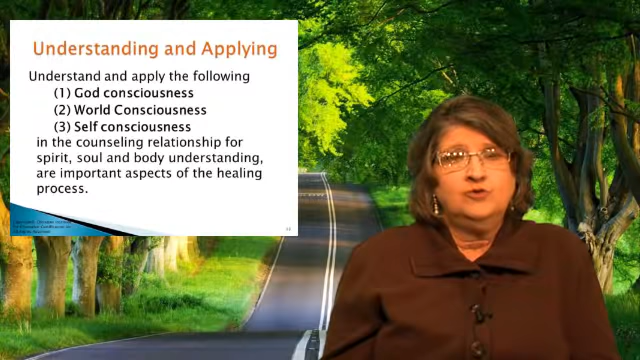 Understanding and Applying
Understand and apply the following
(1) God consciousness
(2) World Consciousness
(3) Self consciousness
in the counseling relationship for
spirit, soul and body understanding,
are important aspects of the healing
process.